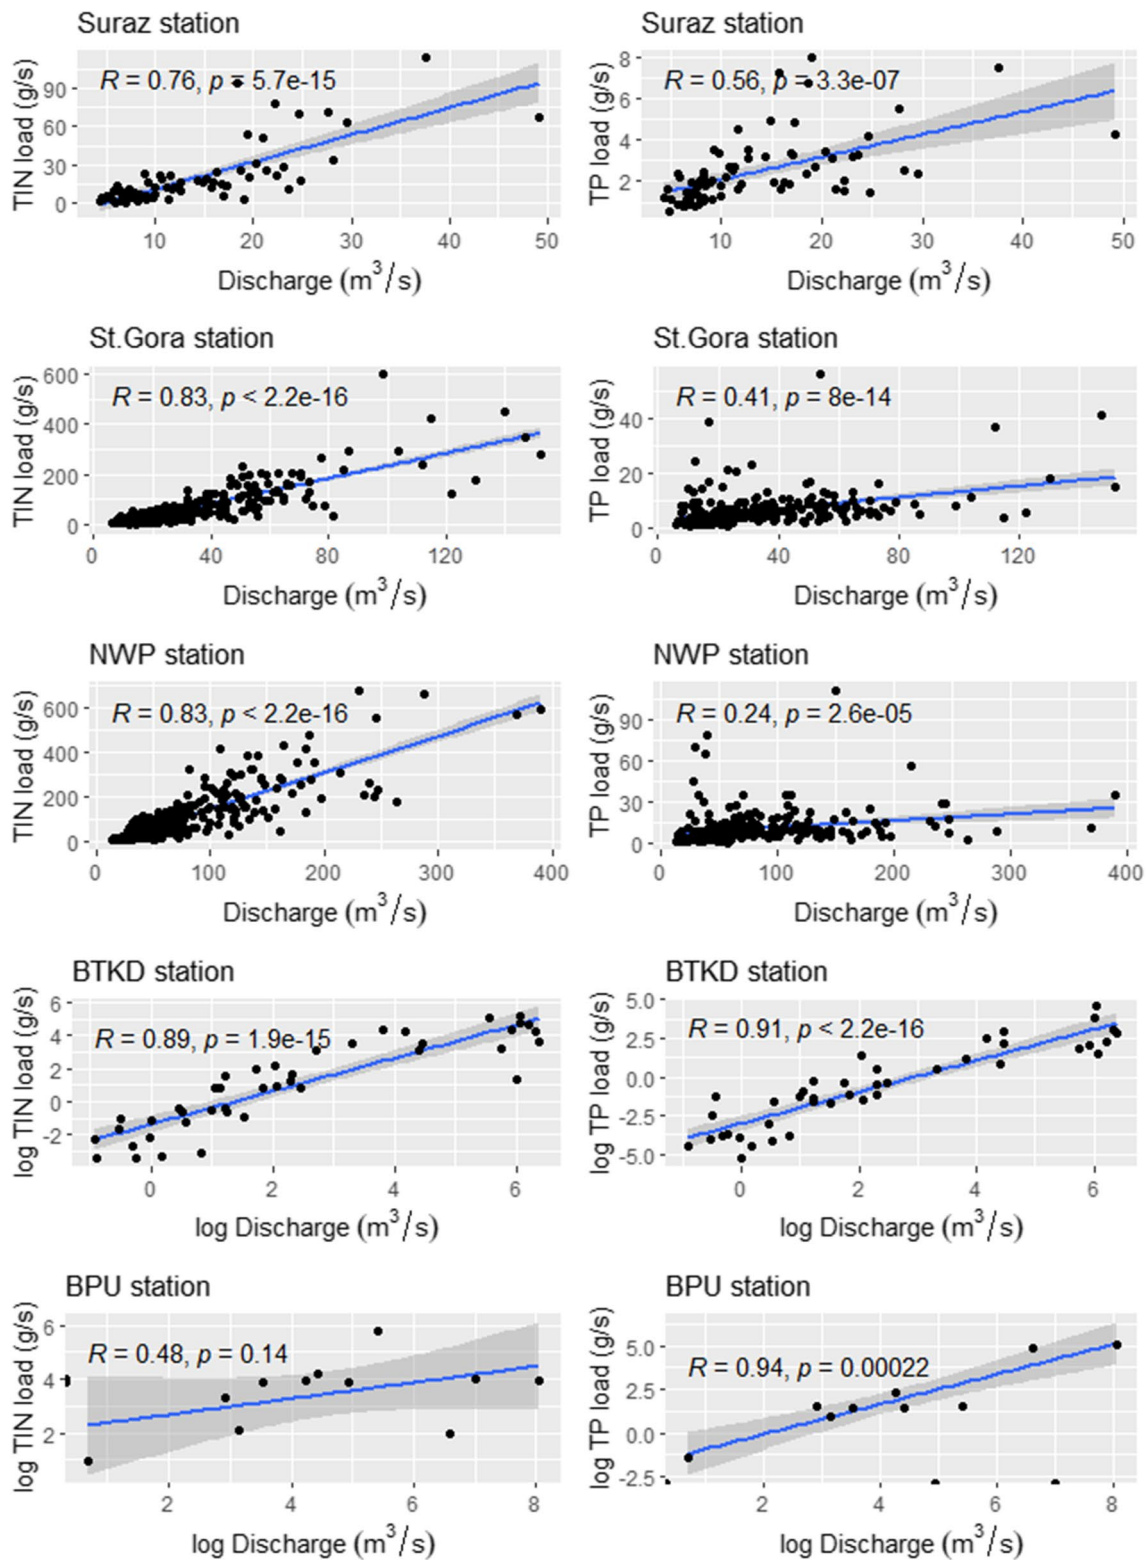 Suraz station
TIN load (g/s)
R = 0.76, p = 5.7e-15
90
60
30
0
10 20 30 40 50
Discharge (m³/s)
Suraz station
TP load (g/s)
R = 0.56, p = 3.3e-07
8
6
4
2
10 20 30 40 50
Discharge (m³/s)
St.Gora station
TIN load (g/s)
R = 0.83, p < 2.2e-16
600
400
200
0
0 40 80 120
Discharge (m³/s)
St.Gora station
TP load (g/s)
R = 0.41, p = 8e-14
40
20
0
0 40 80 120
Discharge (m³/s)
NWP station
TIN load (g/s)
R = 0.83, p < 2.2e-16
600
400
200
0
0 100 200 300 400
Discharge (m³/s)
NWP station
TP load (g/s)
R = 0.24, p = 2.6e-05
90
60
30
0
0 100 200 300 400
Discharge (m³/s)
BTKD station
log TIN load (g/s)
R = 0.89, p = 1.9e-15
6
4
2
0
-2
0 2 4 6
log Discharge (m³/s)
BTKD station
log TP load (g/s)
R = 0.91, p < 2.2e-16
5.0
2.5
0.0
-2.5
-5.0
0 2 4 6
log Discharge (m³/s)
BPU station
log TIN load (g/s)
R = 0.48, p = 0.14
6
4
2
2 4 6 8
log Discharge (m³/s)
BPU station
log TP load (g/s)
R = 0.94, p = 0.00022
5.0
2.5
0.0
-2.5
2 4 6 8
log Discharge (m³/s)